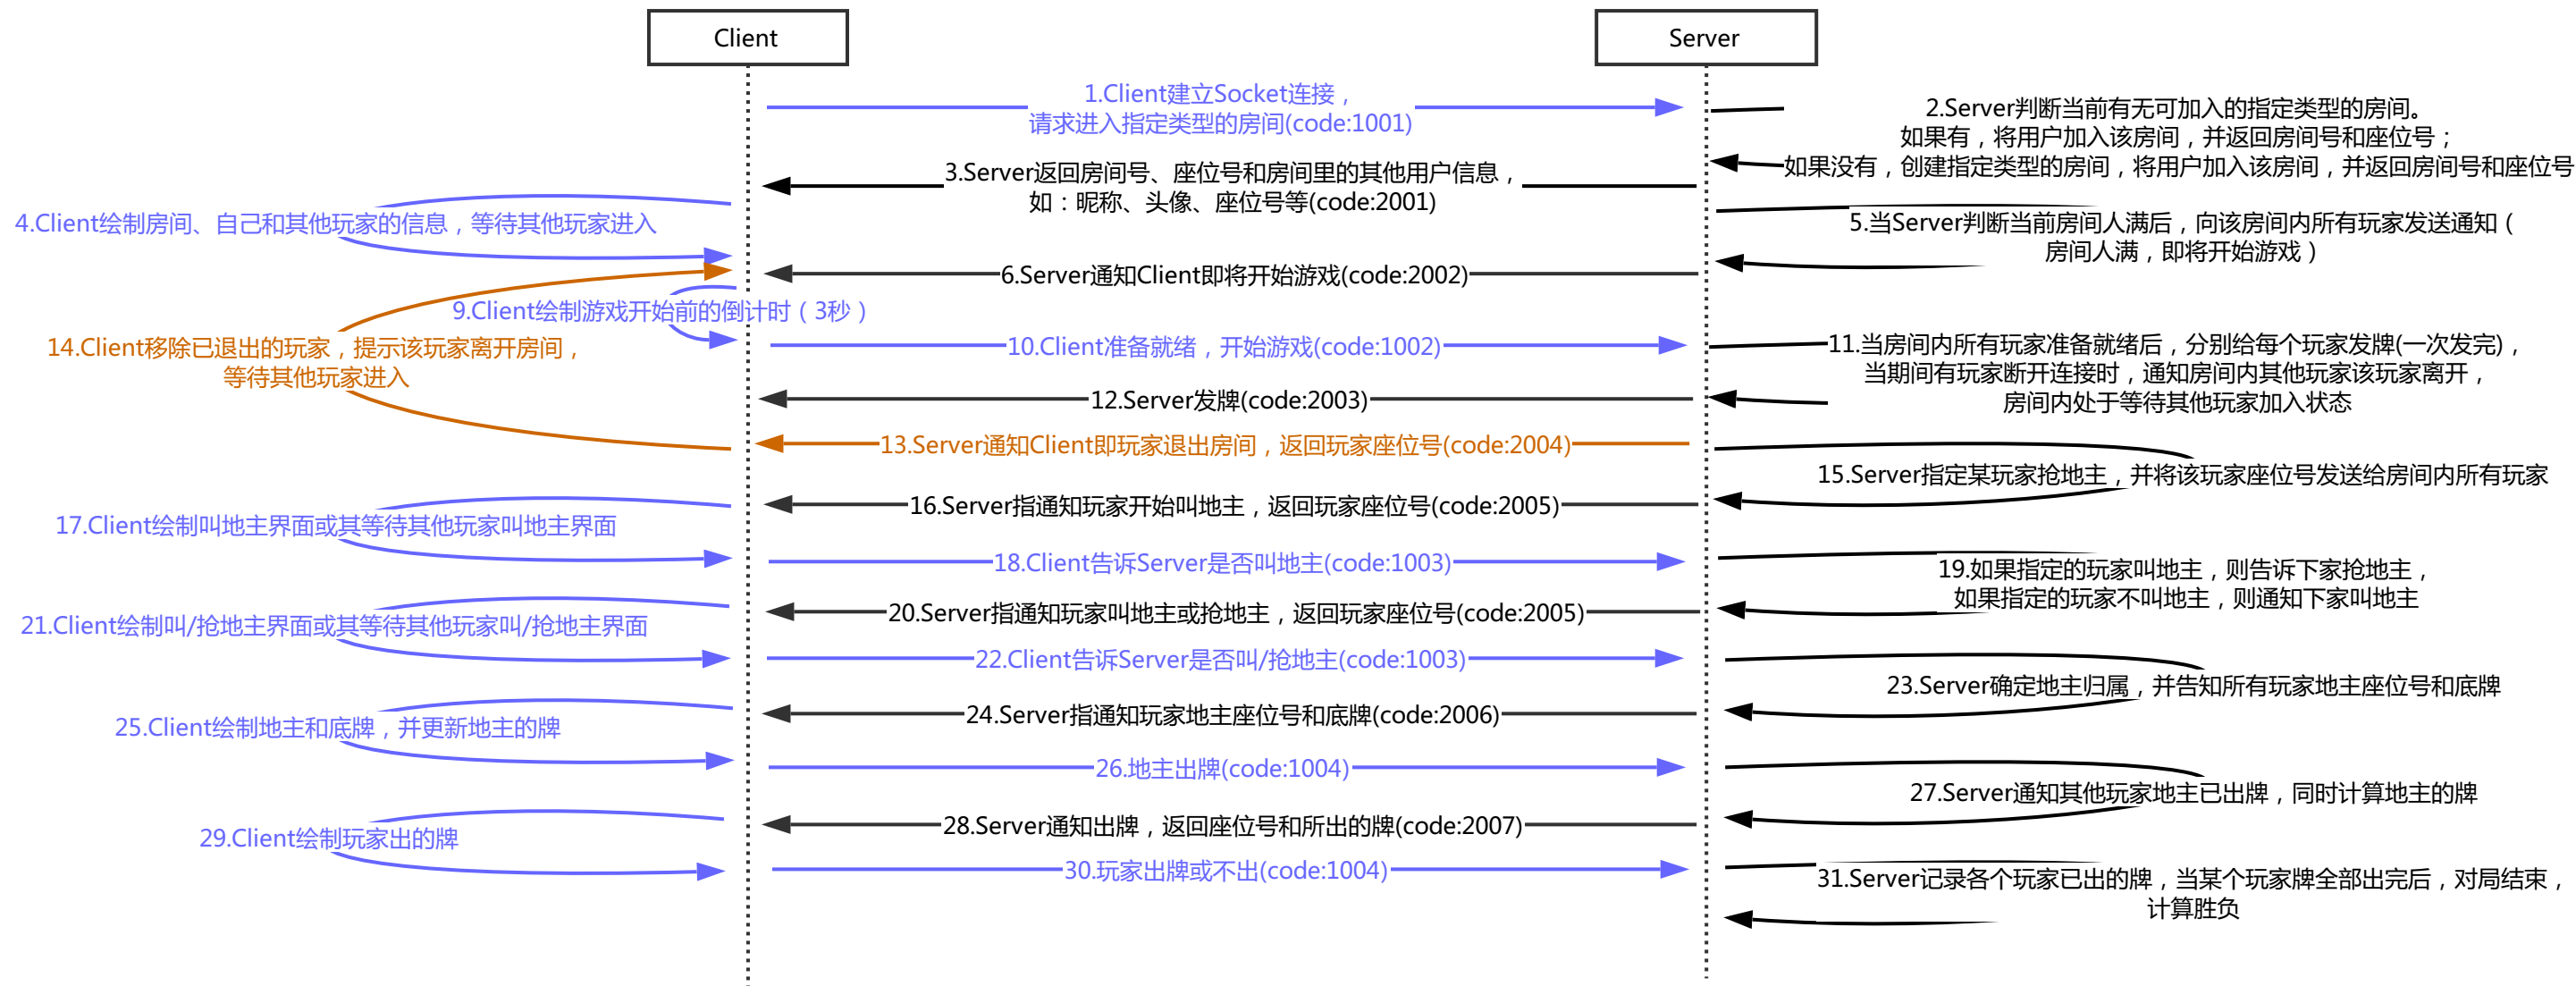 Client
Server
1.Client建立Socket连接，
请求进入指定类型的房间(code:1001)
2.Server判断当前有无可加入的指定类型的房间。
如果有，将用户加入该房间，并返回房间号和座位号；
如果没有，创建指定类型的房间，将用户加入该房间，并返回房间号和座位号
3.Server返回房间号、座位号和房间里的其他用户信息，
如：昵称、头像、座位号等(code:2001)
4.Client绘制房间、自己和其他玩家的信息，等待其他玩家进入
5.当Server判断当前房间人满后，向该房间内所有玩家发送通知（
房间人满，即将开始游戏）
6.Server通知Client即将开始游戏(code:2002)
9.Client绘制游戏开始前的倒计时（3秒）
10.Client准备就绪，开始游戏(code:1002)
11.当房间内所有玩家准备就绪后，分别给每个玩家发牌(一次发完)，
当期间有玩家断开连接时，通知房间内其他玩家该玩家离开，
房间内处于等待其他玩家加入状态
12.Server发牌(code:2003)
13.Server通知Client即玩家退出房间，返回玩家座位号(code:2004)
14.Client移除已退出的玩家，提示该玩家离开房间，
等待其他玩家进入
15.Server指定某玩家抢地主，并将该玩家座位号发送给房间内所有玩家
16.Server指通知玩家开始叫地主，返回玩家座位号(code:2005)
17.Client绘制叫地主界面或其等待其他玩家叫地主界面
18.Client告诉Server是否叫地主(code:1003)
19.如果指定的玩家叫地主，则告诉下家抢地主，
如果指定的玩家不叫地主，则通知下家叫地主
20.Server指通知玩家叫地主或抢地主，返回玩家座位号(code:2005)
21.Client绘制叫/抢地主界面或其等待其他玩家叫/抢地主界面
22.Client告诉Server是否叫/抢地主(code:1003)
23.Server确定地主归属，并告知所有玩家地主座位号和底牌
24.Server指通知玩家地主座位号和底牌(code:2006)
25.Client绘制地主和底牌，并更新地主的牌
26.地主出牌(code:1004)
27.Server通知其他玩家地主已出牌，同时计算地主的牌
28.Server通知出牌，返回座位号和所出的牌(code:2007)
29.Client绘制玩家出的牌
30.玩家出牌或不出(code:1004)
31.Server记录各个玩家已出的牌，当某个玩家牌全部出完后，对局结束，
计算胜负